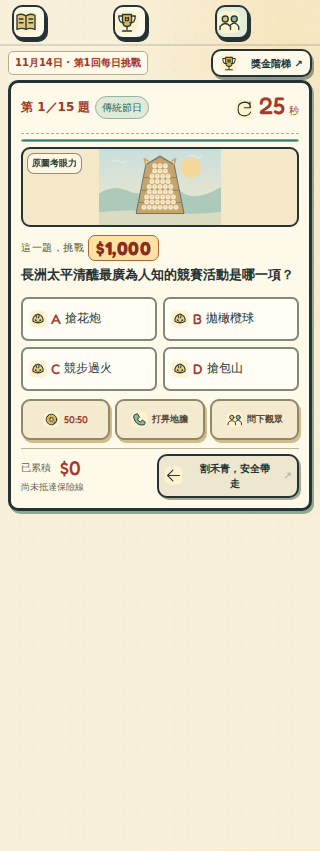 11月14日・第1回每日挑戰
獎金階梯 ↗
第 1／15 題 傳統節日
25 秒
原圖考眼力
這一題，挑戰 $1,000
長洲太平清醮最廣為人知的競賽活動是哪一項？
A 搶花炮
B 拋橄欖球
C 競步過火
D 搶包山
50:50
打畀地膽
問下觀眾
已累積 $0
尚未抵達保險線
割禾青，安全帶
走
↗